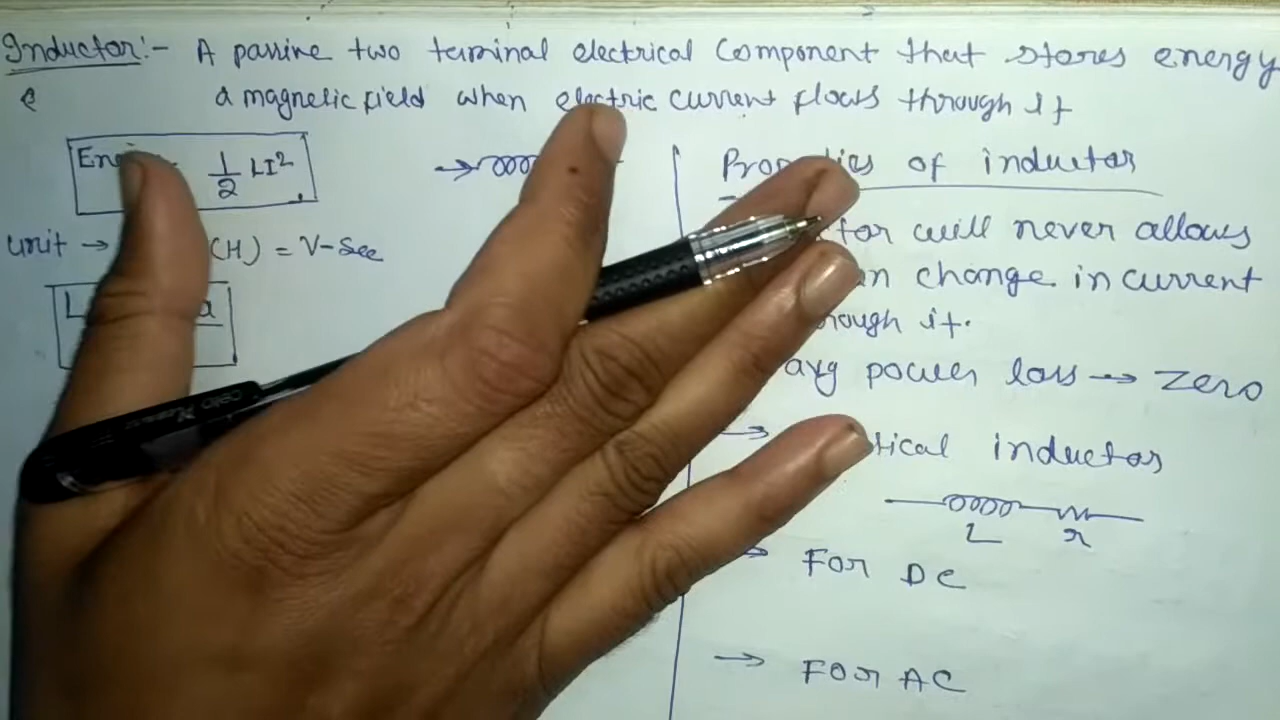 Inductor:- A passive two terminal electrical component that stores energy
a magnetic field when electric current flows through it
1/2 LI²
unit → (H) = V-Sec
Properties of inductor
will never allows
change in current
it.
avg power loss → Zero
→ inductor
L r
→ For DC
→ For AC